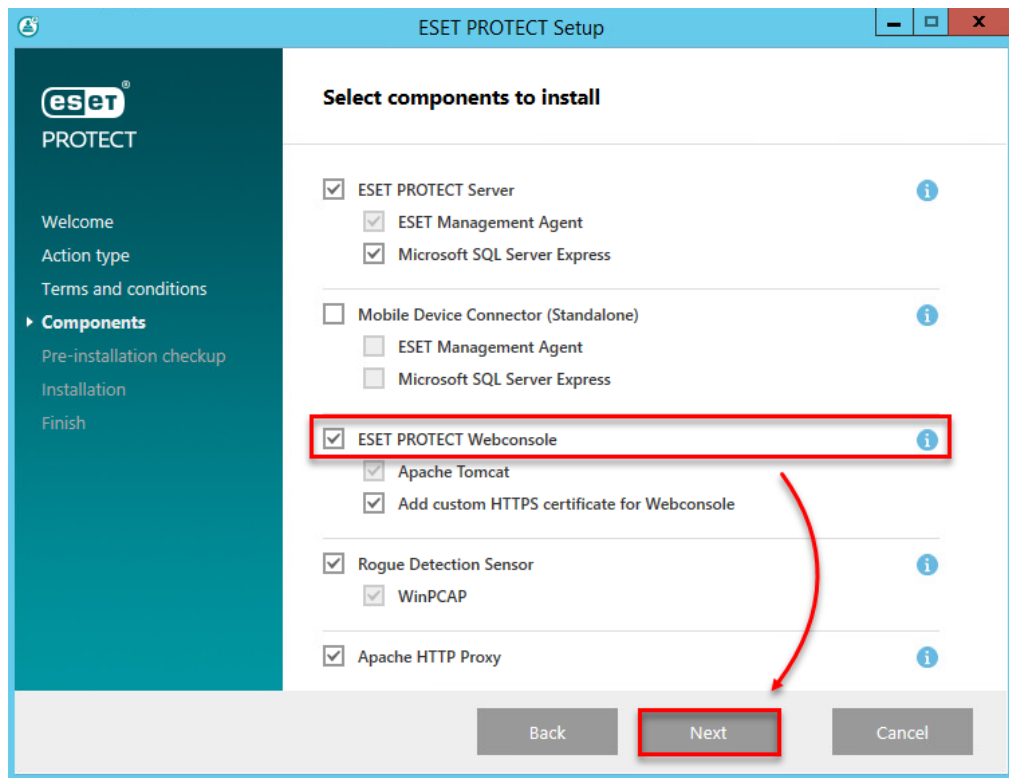 ESET PROTECT Setup
eset®
PROTECT
Welcome
Action type
Terms and conditions
Components
Pre-installation checkup
Installation
Finish
Select components to install
ESET PROTECT Server
ESET Management Agent
Microsoft SQL Server Express
Mobile Device Connector (Standalone)
ESET Management Agent
Microsoft SQL Server Express
ESET PROTECT Webconsole
Apache Tomcat
Add custom HTTPS certificate for Webconsole
Rogue Detection Sensor
WinPCAP
Apache HTTP Proxy
Back
Next
Cancel